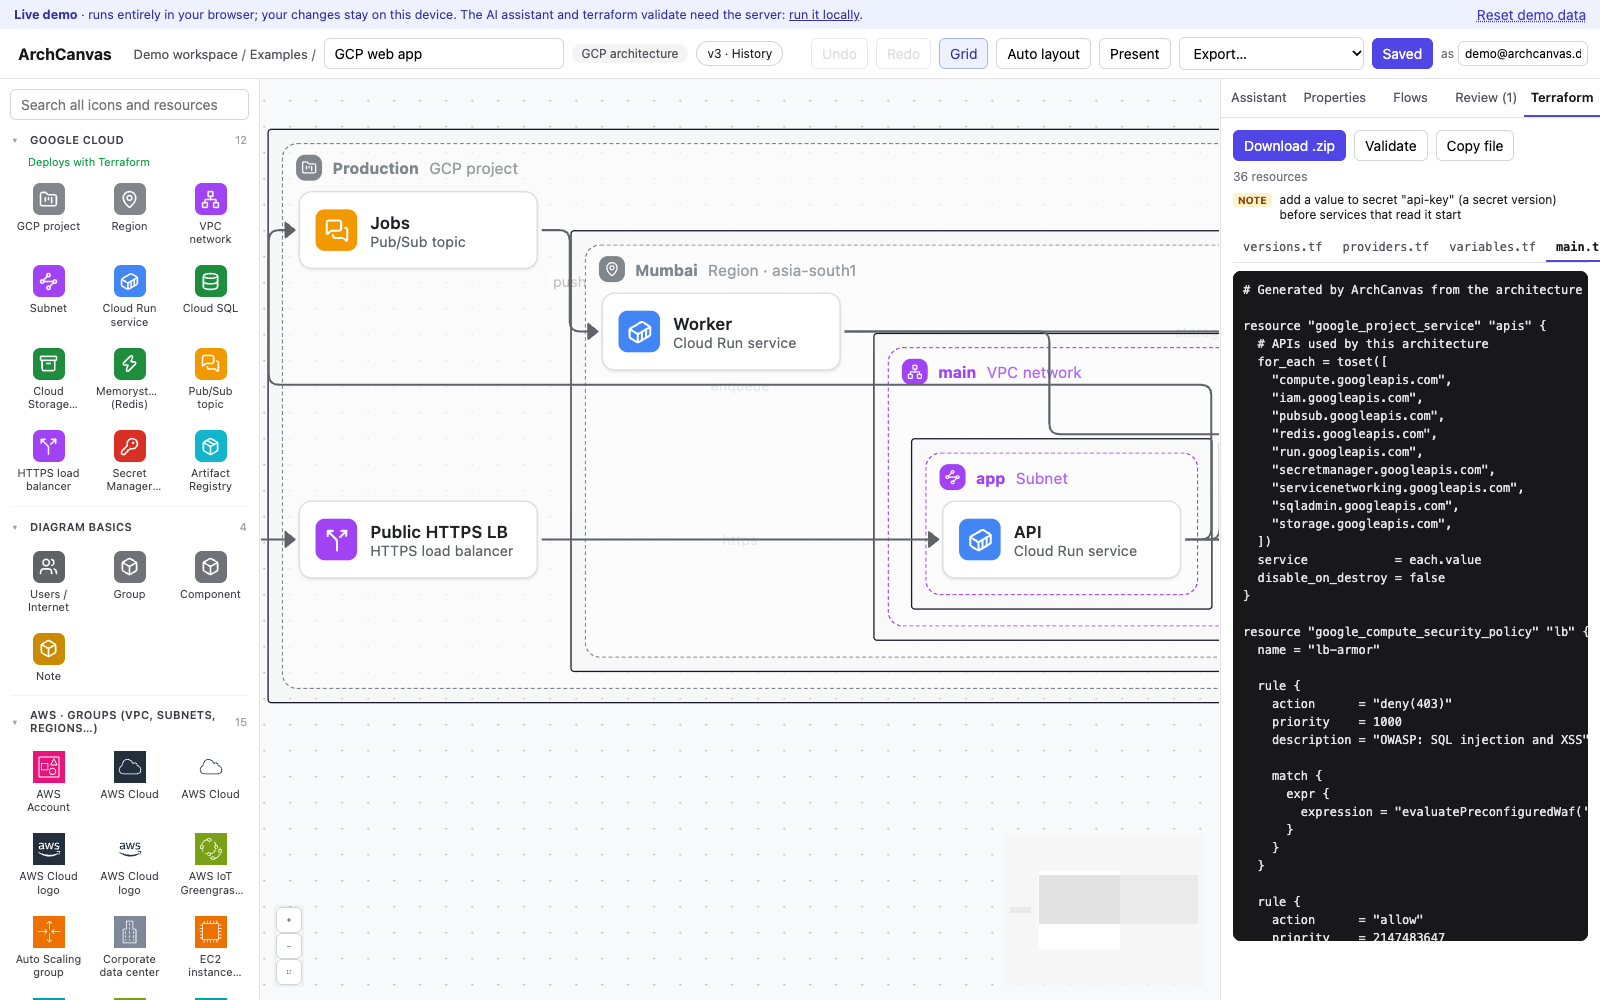 Live demo · runs entirely in your browser; your changes stay on this device. The AI assistant and terraform validate need the server: run it locally.
Reset demo data
ArchCanvas
Demo workspace / Examples /
GCP web app
GCP architecture
v3 · History
Undo
Redo
Grid
Auto layout
Present
Export...
Saved
as
demo@archcanvas.d
Search all icons and resources
GOOGLE CLOUD
12
Deploys with Terraform
GCP project
Region
VPC
network
Subnet
Cloud Run
service
Cloud SQL
Cloud
Storage...
Memoryst...
(Redis)
Pub/Sub
topic
HTTPS load
balancer
Secret
Manager...
Artifact
Registry
DIAGRAM BASICS
4
Users /
Internet
Group
Component
Note
AWS · GROUPS (VPC, SUBNETS,
REGIONS...)
15
AWS
Account
AWS Cloud
AWS Cloud
aws
AWS Cloud
logo
aws
AWS Cloud
logo
AWS IoT
Greengras...
Auto Scaling
group
Corporate
data center
EC2
instance...
Production GCP project
Jobs
Pub/Sub topic
push
Mumbai Region · asia-south1
Worker
Cloud Run service
storage
enqueue
main VPC network
app Subnet
Public HTTPS LB
HTTPS load balancer
https
API
Cloud Run service
Assistant
Properties
Flows
Review (1)
Terraform
Download .zip
Validate
Copy file
36 resources
NOTE
add a value to secret "api-key" (a secret version)
before services that read it start
versions.tf
providers.tf
variables.tf
main.t
# Generated by ArchCanvas from the architecture
resource "google_project_service" "apis" {
# APIs used by this architecture
for_each = toset([
"compute.googleapis.com",
"iam.googleapis.com",
"pubsub.googleapis.com",
"redis.googleapis.com",
"run.googleapis.com",
"secretmanager.googleapis.com",
"servicenetworking.googleapis.com",
"sqladmin.googleapis.com",
"storage.googleapis.com",
])
service = each.value
disable_on_destroy = false
}
resource "google_compute_security_policy" "lb" {
name = "lb-armor"
rule {
action = "deny(403)"
priority = 1000
description = "OWASP: SQL injection and XSS"
match {
expr {
expression = "evaluatePreconfiguredWaf('
}
}
}
rule {
action = "allow"
priority = 2147483647